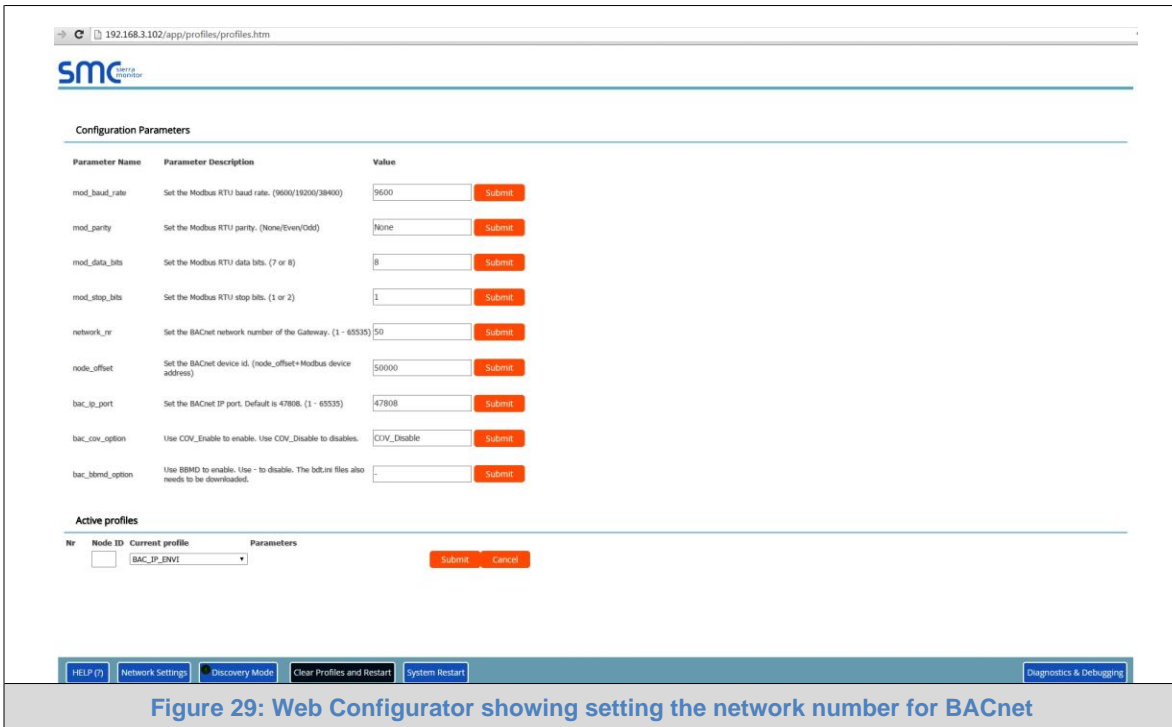 192.168.3.102/app/profiles/profiles.htm
smc sierra monitor
Configuration Parameters
Parameter Name Parameter Description Value
mod_baud_rate Set the Modbus RTU baud rate. (9600/19200/38400) 9600 Submit
mod_parity Set the Modbus RTU parity. (None/Even/Odd) None Submit
mod_data_bits Set the Modbus RTU data bits. (7 or 8) 8 Submit
mod_stop_bits Set the Modbus RTU stop bits. (1 or 2) 1 Submit
network_nr Set the BACnet network number of the Gateway. (1 - 65535) 50 Submit
node_offset Set the BACnet device id. (node_offset+Modbus device
address) 50000 Submit
bac_ip_port Set the BACnet IP port. Default is 47808. (1 - 65535) 47808 Submit
bac_cov_option Use COV_Enable to enable. Use COV_Disable to disables. COV_Disable Submit
bac_bbmd_option Use BBMD to enable. Use - to disable. The bdt.ini files also
needs to be downloaded. - Submit
Active profiles
Nr Node ID Current profile Parameters
BAC_IP_ENVI Submit Cancel
HELP (?) Network Settings Discovery Mode Clear Profiles and Restart System Restart Diagnostics & Debugging
Figure 29: Web Configurator showing setting the network number for BACnet